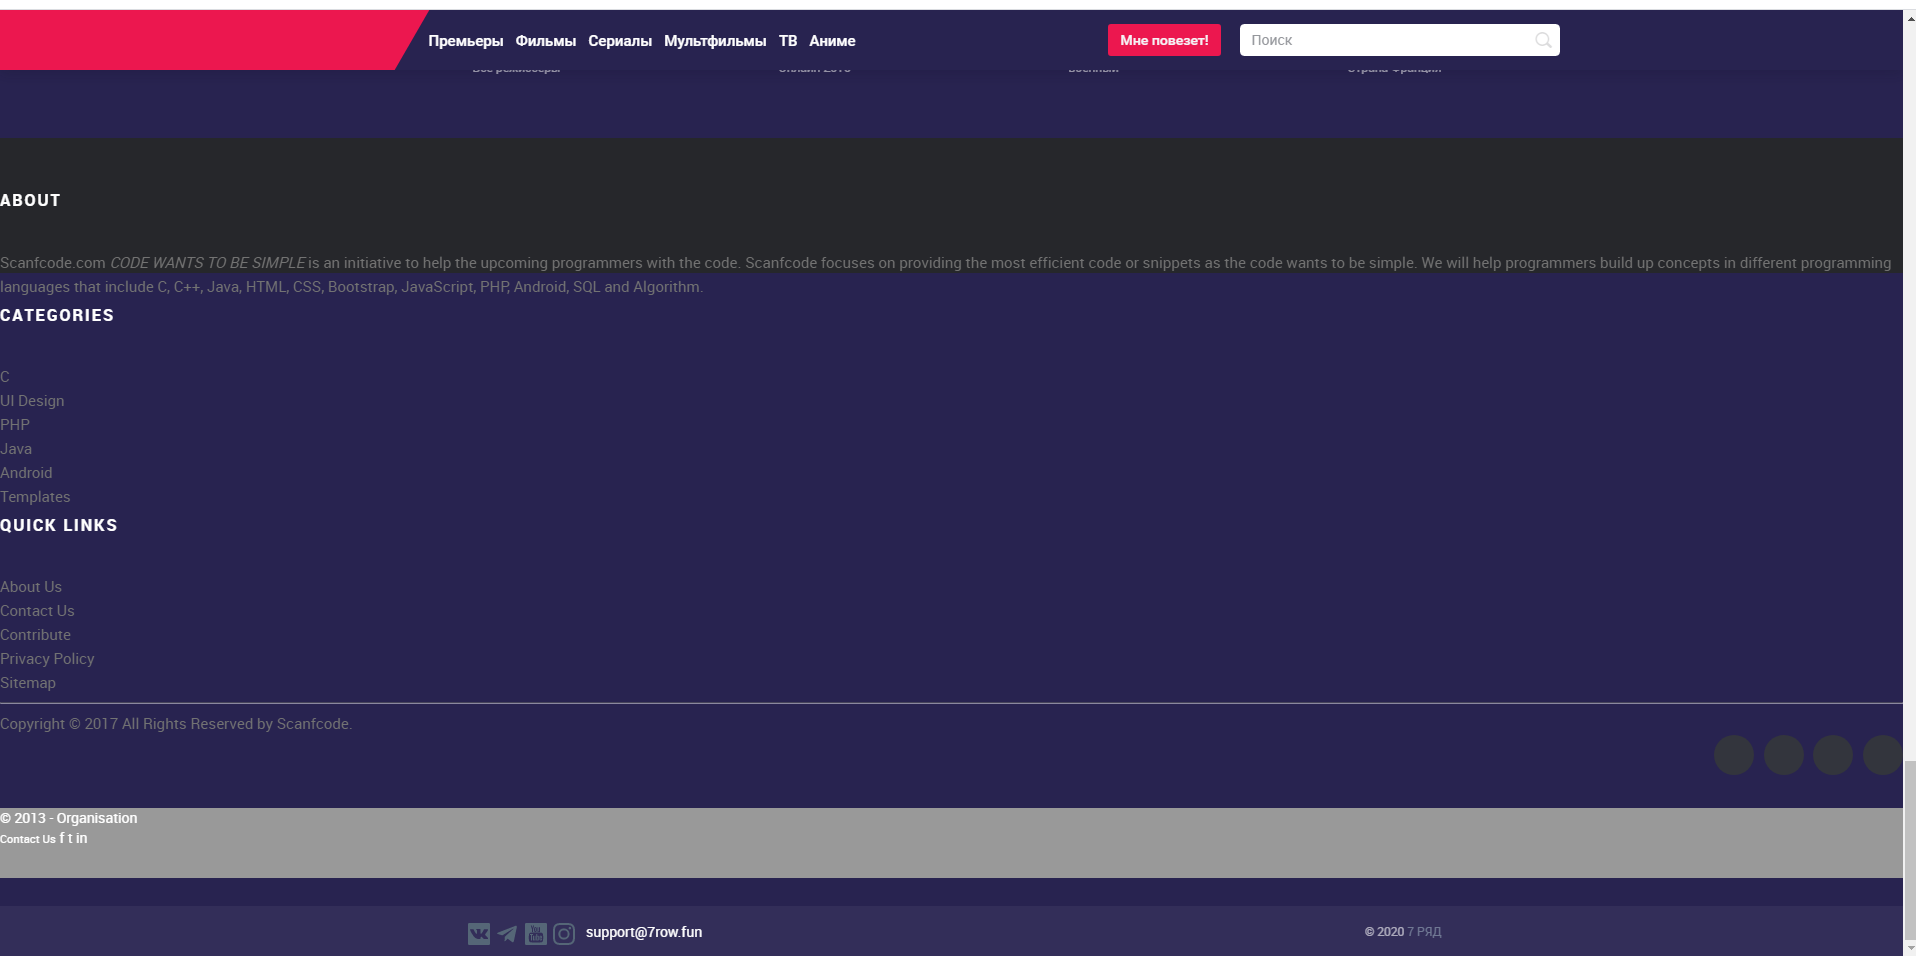 Премьеры Фильмы Сериалы Мультфильмы ТВ Аниме Мне повезет! Поиск
ABOUT
Scanfcode.com CODE WANTS TO BE SIMPLE is an initiative to help the upcoming programmers with the code. Scanfcode focuses on providing the most efficient code or snippets as the code wants to be simple. We will help programmers build up concepts in different programming
languages that include C, C++, Java, HTML, CSS, Bootstrap, JavaScript, PHP, Android, SQL and Algorithm.
CATEGORIES
C
UI Design
PHP
Java
Android
Templates
QUICK LINKS
About Us
Contact Us
Contribute
Privacy Policy
Sitemap
Copyright © 2017 All Rights Reserved by Scanfcode.
© 2013 - Organisation
Contact Us f t in
support@7row.fun © 2020 7 РЯД